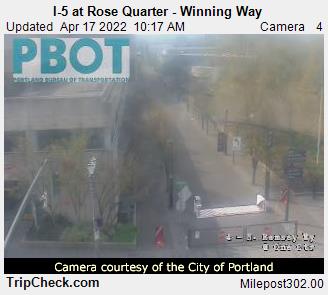 I-5 at Rose Quarter - Winning Way
Updated Apr 17 2022 10:17 AM Camera 4
PBOT
PORTLAND BUREAU OF TRANSPORTATION
Camera courtesy of the City of Portland
TripCheck.com Milepost302.00